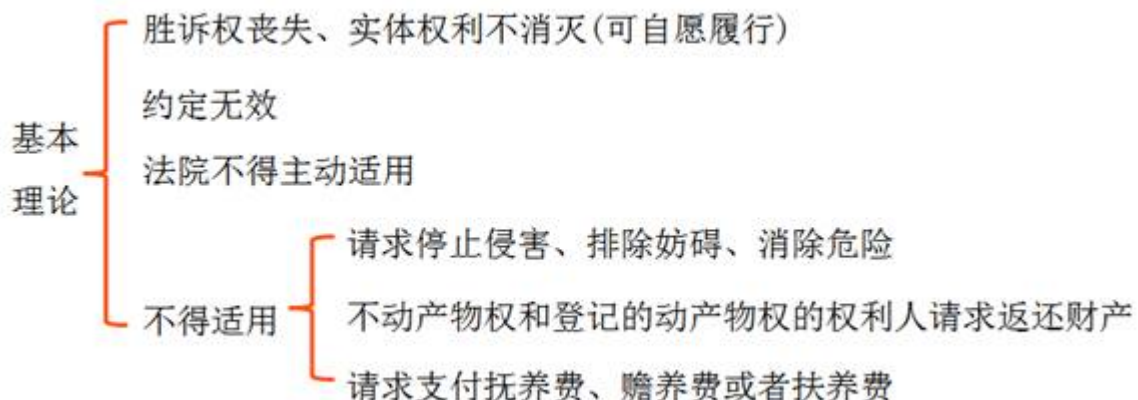 胜诉权丧失、实体权利不消灭(可自愿履行)
约定无效
基本
理论
法院不得主动适用
不得适用
请求停止侵害、排除妨碍、消除危险
不动产物权和登记的动产物权的权利人请求返还财产
请求支付抚养费、赡养费或者扶养费